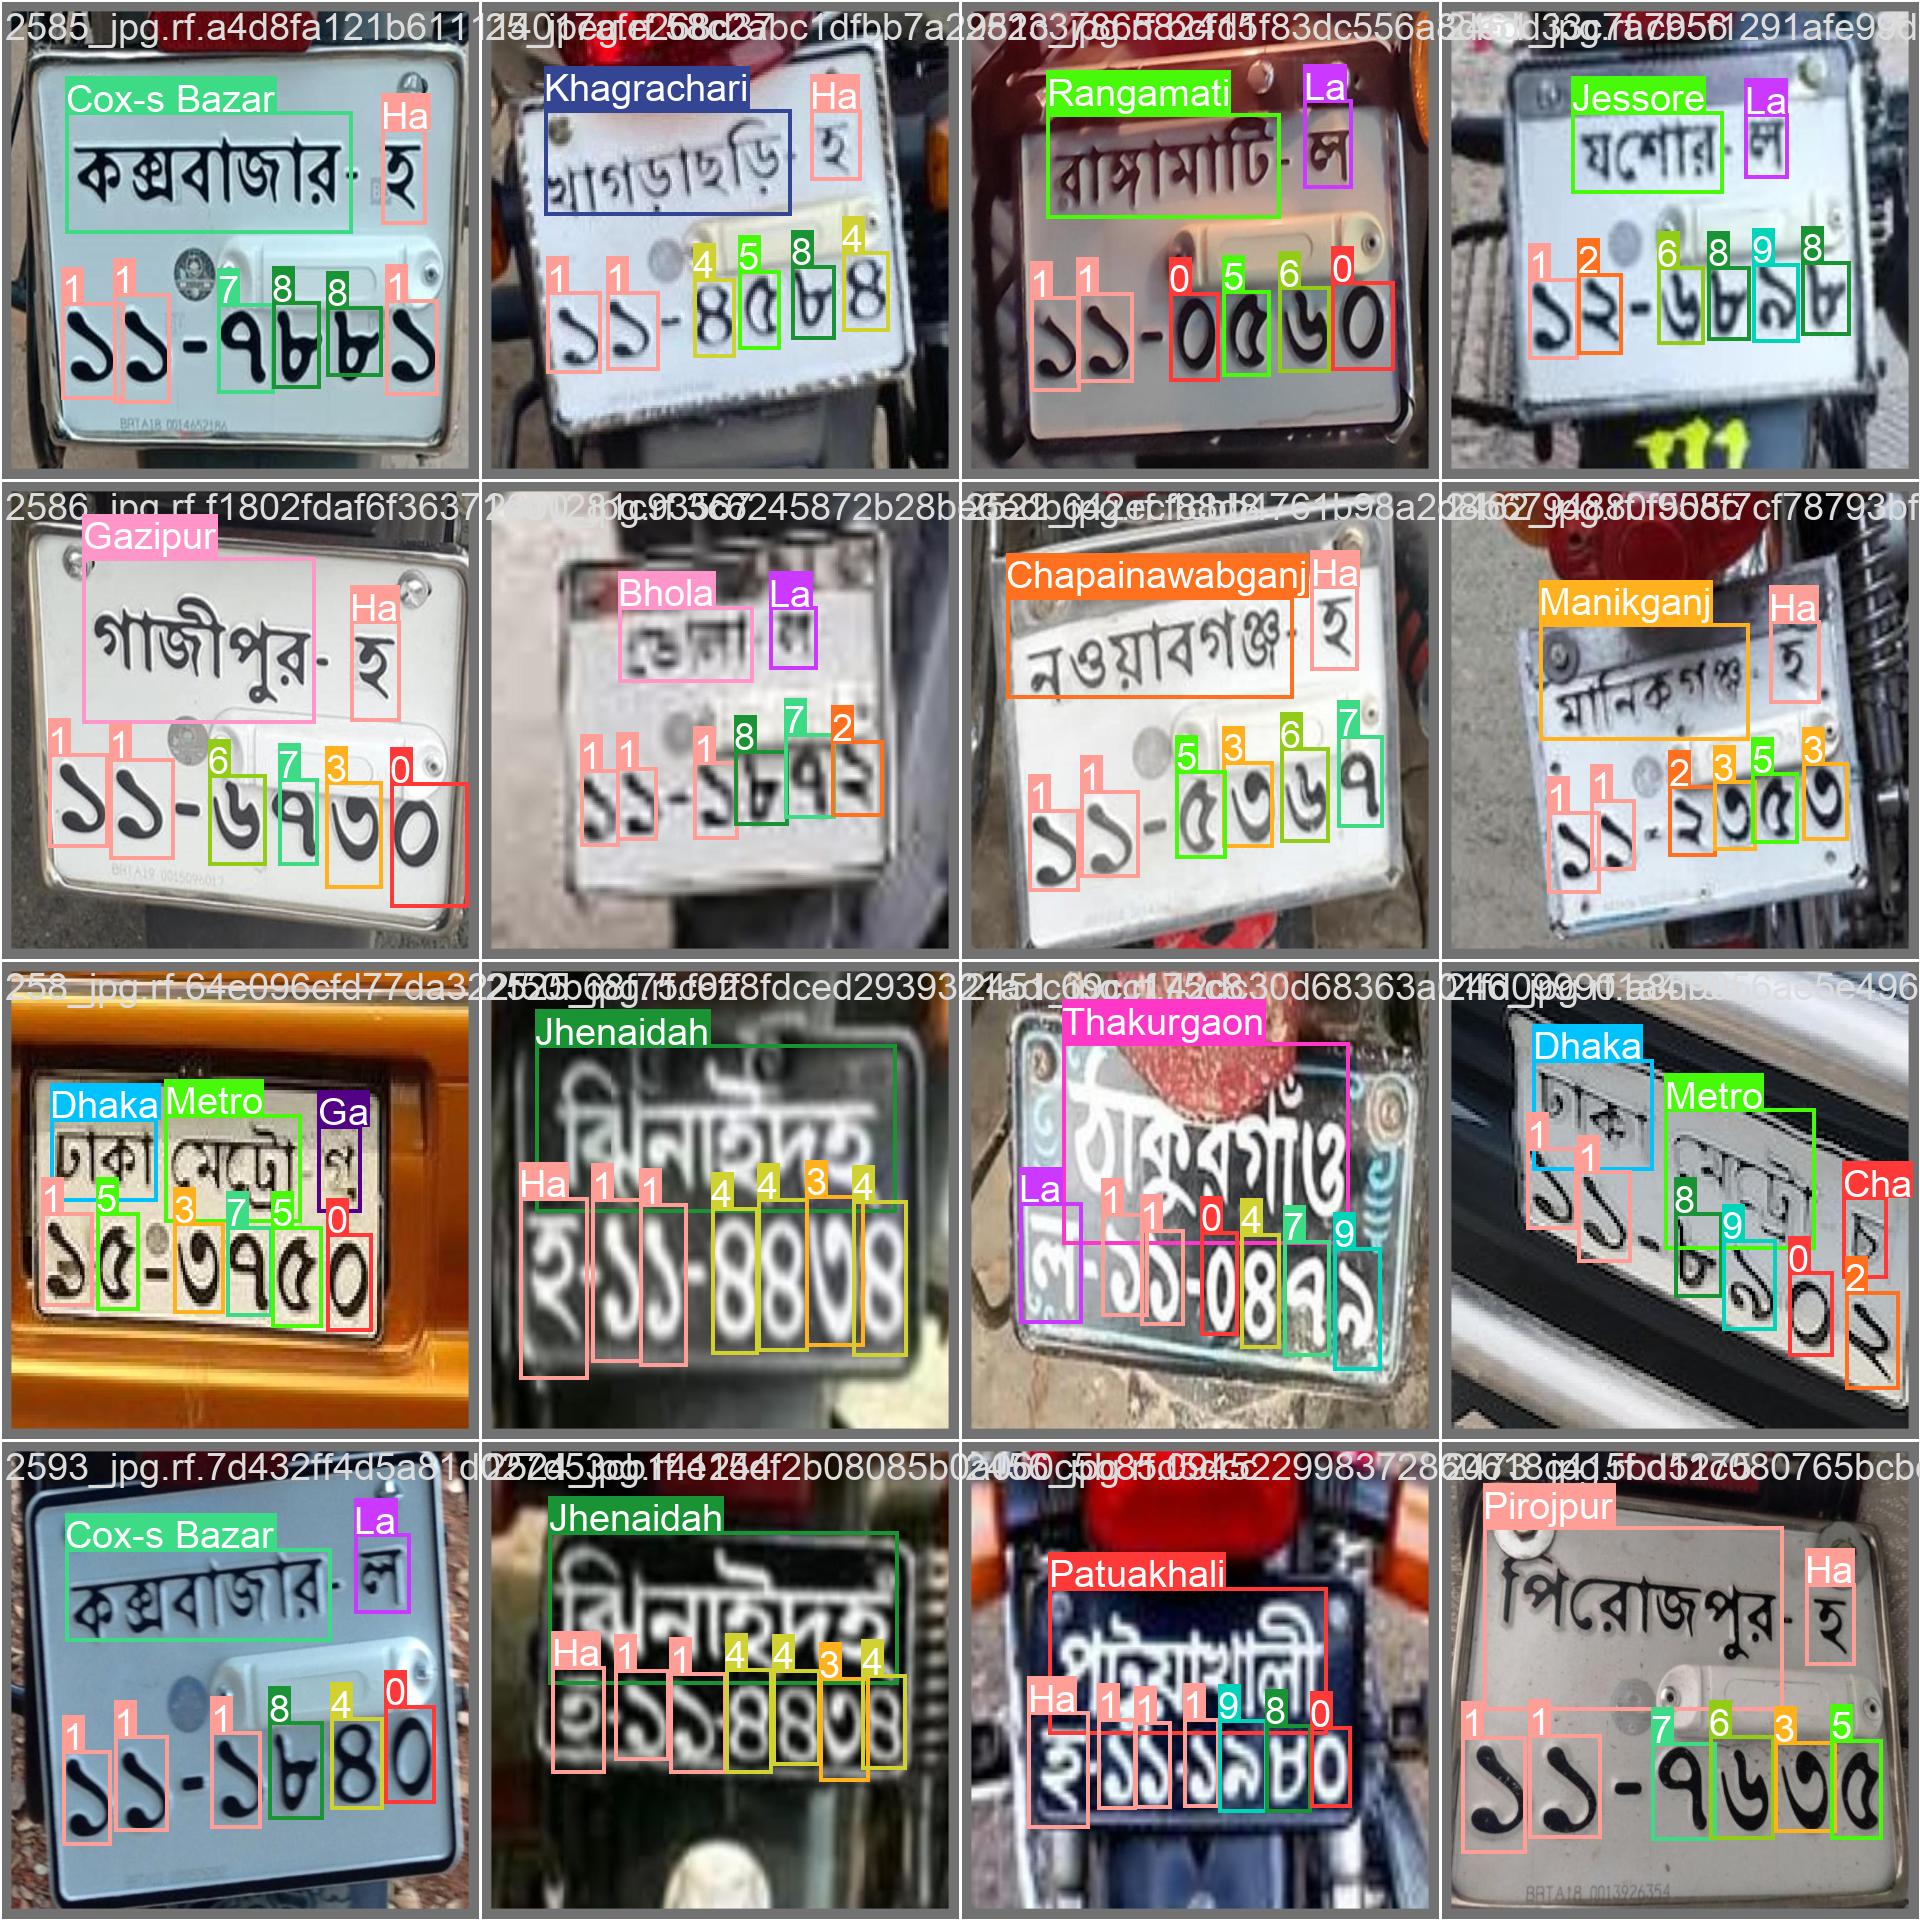 2585_jpg.rf.a4d8fa121b6111
Cox-s Bazar Ha
কক্সবাজার-হ
1 1 7 8 8 1
১১-৭৮৮১
BRTA18 0014652186
Khagrachari Ha
খাগড়াছড়ি-হ
1 1 4 5 8 4
১১-৪৫৮৪
Rangamati La
রাঙ্গামাটি-ল
1 1 0 5 6 0
১১-০৫৬০
Jessore La
যশোর-ল
1 2 6 8 9 8
১২-৬৮৯৮
2586_jpg.rf.f1802fdaf6f3637
Gazipur Ha
গাজীপুর-হ
1 1 6 7 3 0
১১-৬৭৩০
Bhola La
ভোলা-ল
1 1 1 8 7 2
১১-১৮৭২
Chapainawabganj Ha
নওয়াবগঞ্জ-হ
1 1 5 3 6 7
১১-৫৩৬৭
Manikganj Ha
মানিকগঞ্জ-হ
1 1 2 3 5 3
১১-২৩৫৩
258_jpg.rf.64e096cfd77da32
Dhaka Metro Ga
ঢাকা মেট্রো-গ
1 5 3 7 5 0
১৫-৩৭৫০
Jhenaidah
ঝিনাইদহ
Ha 1 1 4 4 3 4
হ-১১-৪৪৩৪
Thakurgaon
ঠাকুরগাঁও
La 1 1 0 4 7 9
ল-১১-০৪৭৯
Dhaka Metro Cha
ঢাকা মেট্রো চ
1 1 8 9 0 2
১১-৮৯০২
2593_jpg.rf.7d432ff4d5a81d
Cox-s Bazar La
কক্সবাজার-ল
1 1 1 8 4 0
১১-১৮৪০
Jhenaidah
ঝিনাইদহ
Ha 1 1 4 4 3 4
হ ১১-৪৪৩৪
Patuakhali
পটুয়াখালী
Ha 1 1 1 9 8 0
হ-১১-১৯৮০
Pirojpur Ha
পিরোজপুর-হ
1 1 7 6 3 5
১১-৭৬৩৫
BRTA18 0013926354